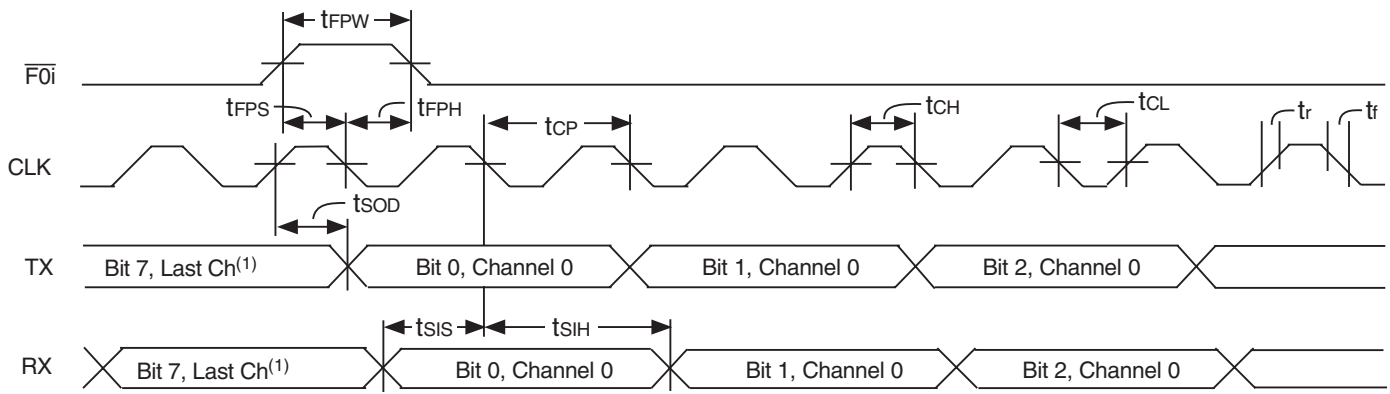 tFPW
F0i
tFPS
tFPH
tCP
tCH
tCL
tr
tf
CLK
tSOD
TX
Bit 7, Last Ch(1)
Bit 0, Channel 0
Bit 1, Channel 0
Bit 2, Channel 0
tSIS
tSIH
RX
Bit 7, Last Ch(1)
Bit 0, Channel 0
Bit 1, Channel 0
Bit 2, Channel 0